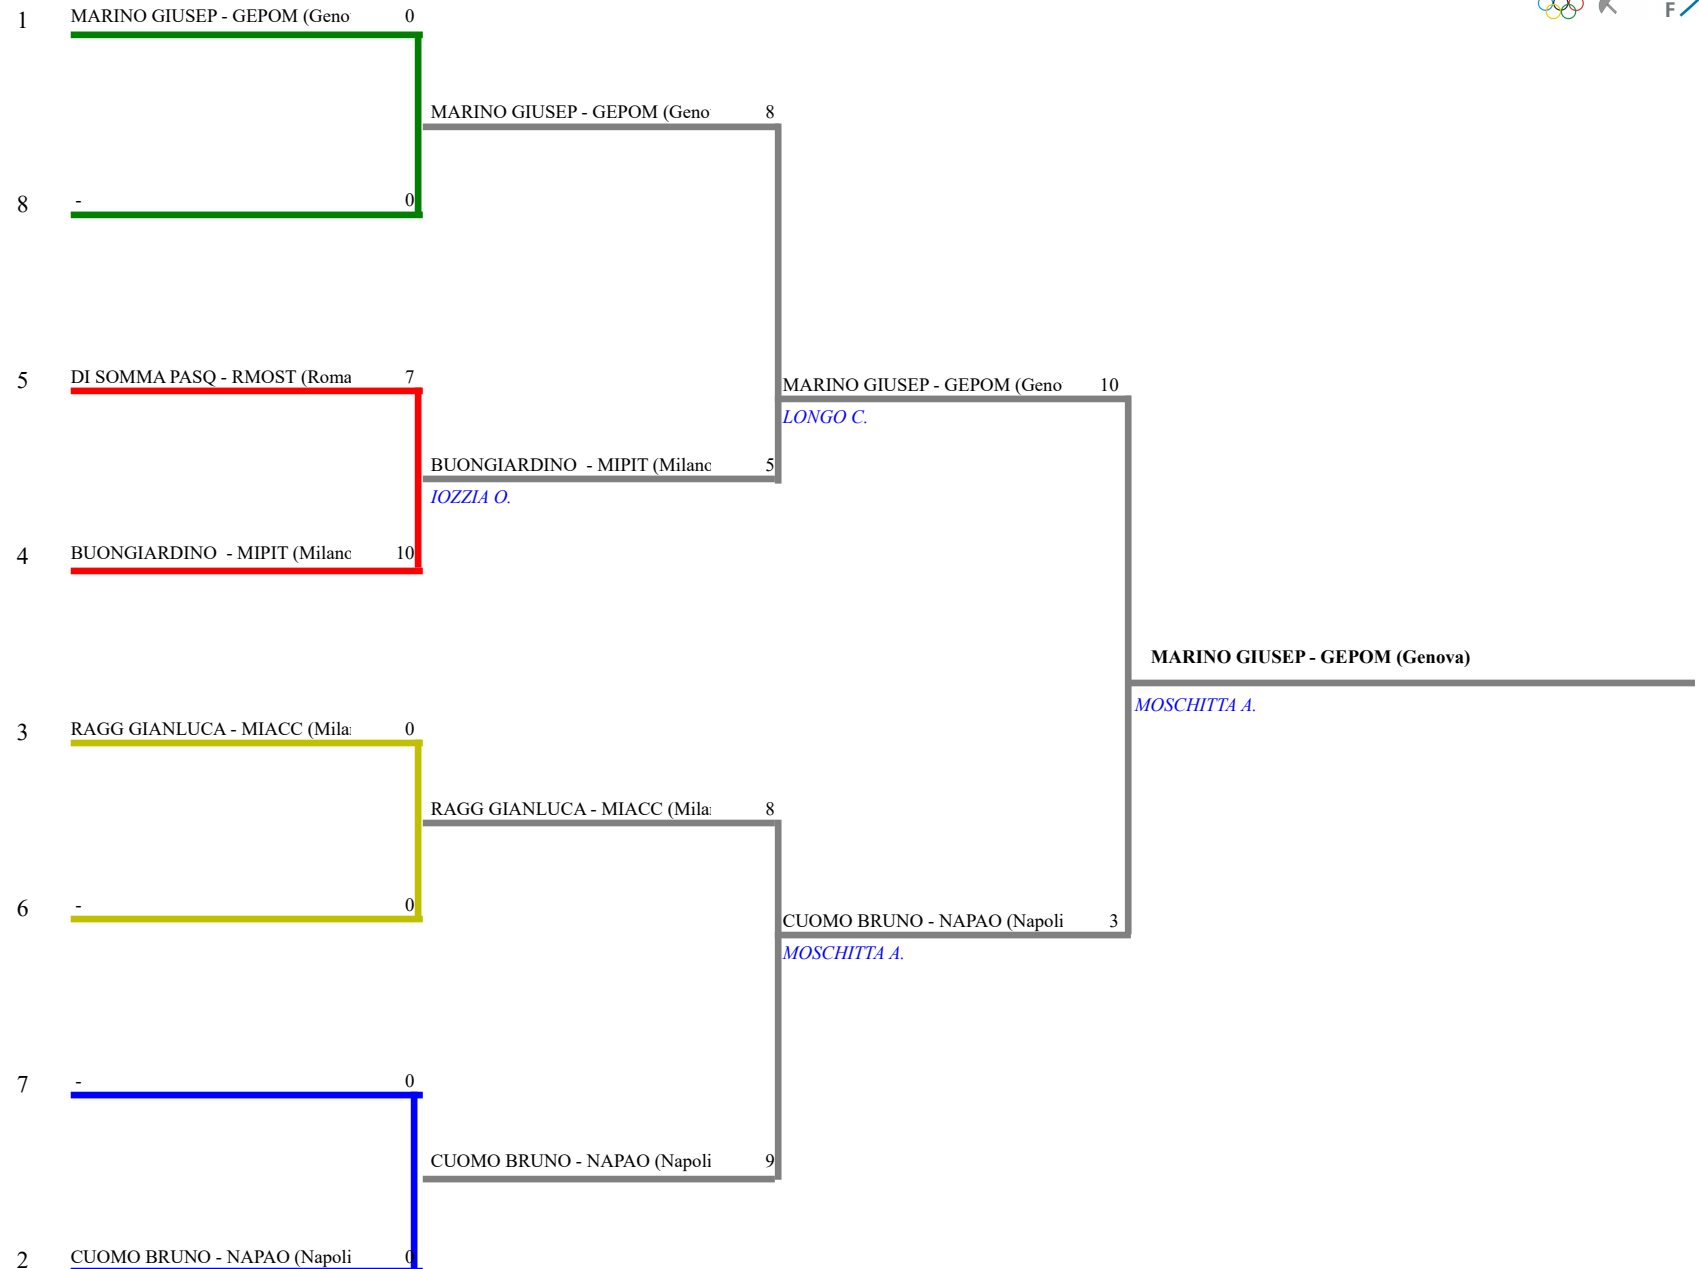 1 MARINO GIUSEP - GEPOM (Geno 0
F
MARINO GIUSEP - GEPOM (Geno 8
8 - 0
5 DI SOMMA PASQ - RMOST (Roma 7
MARINO GIUSEP - GEPOM (Geno 10
LONGO C.
BUONGIARDINO - MIPIT (Milano 5
IOZZIA O.
4 BUONGIARDINO - MIPIT (Milano 10
MARINO GIUSEP - GEPOM (Genova)
MOSCHITTA A.
3 RAGG GIANLUCA - MIACC (Mila 0
RAGG GIANLUCA - MIACC (Mila 8
6 - 0
CUOMO BRUNO - NAPAO (Napoli 3
MOSCHITTA A.
7 - 0
CUOMO BRUNO - NAPAO (Napoli 9
2 CUOMO BRUNO - NAPAO (Napoli 0